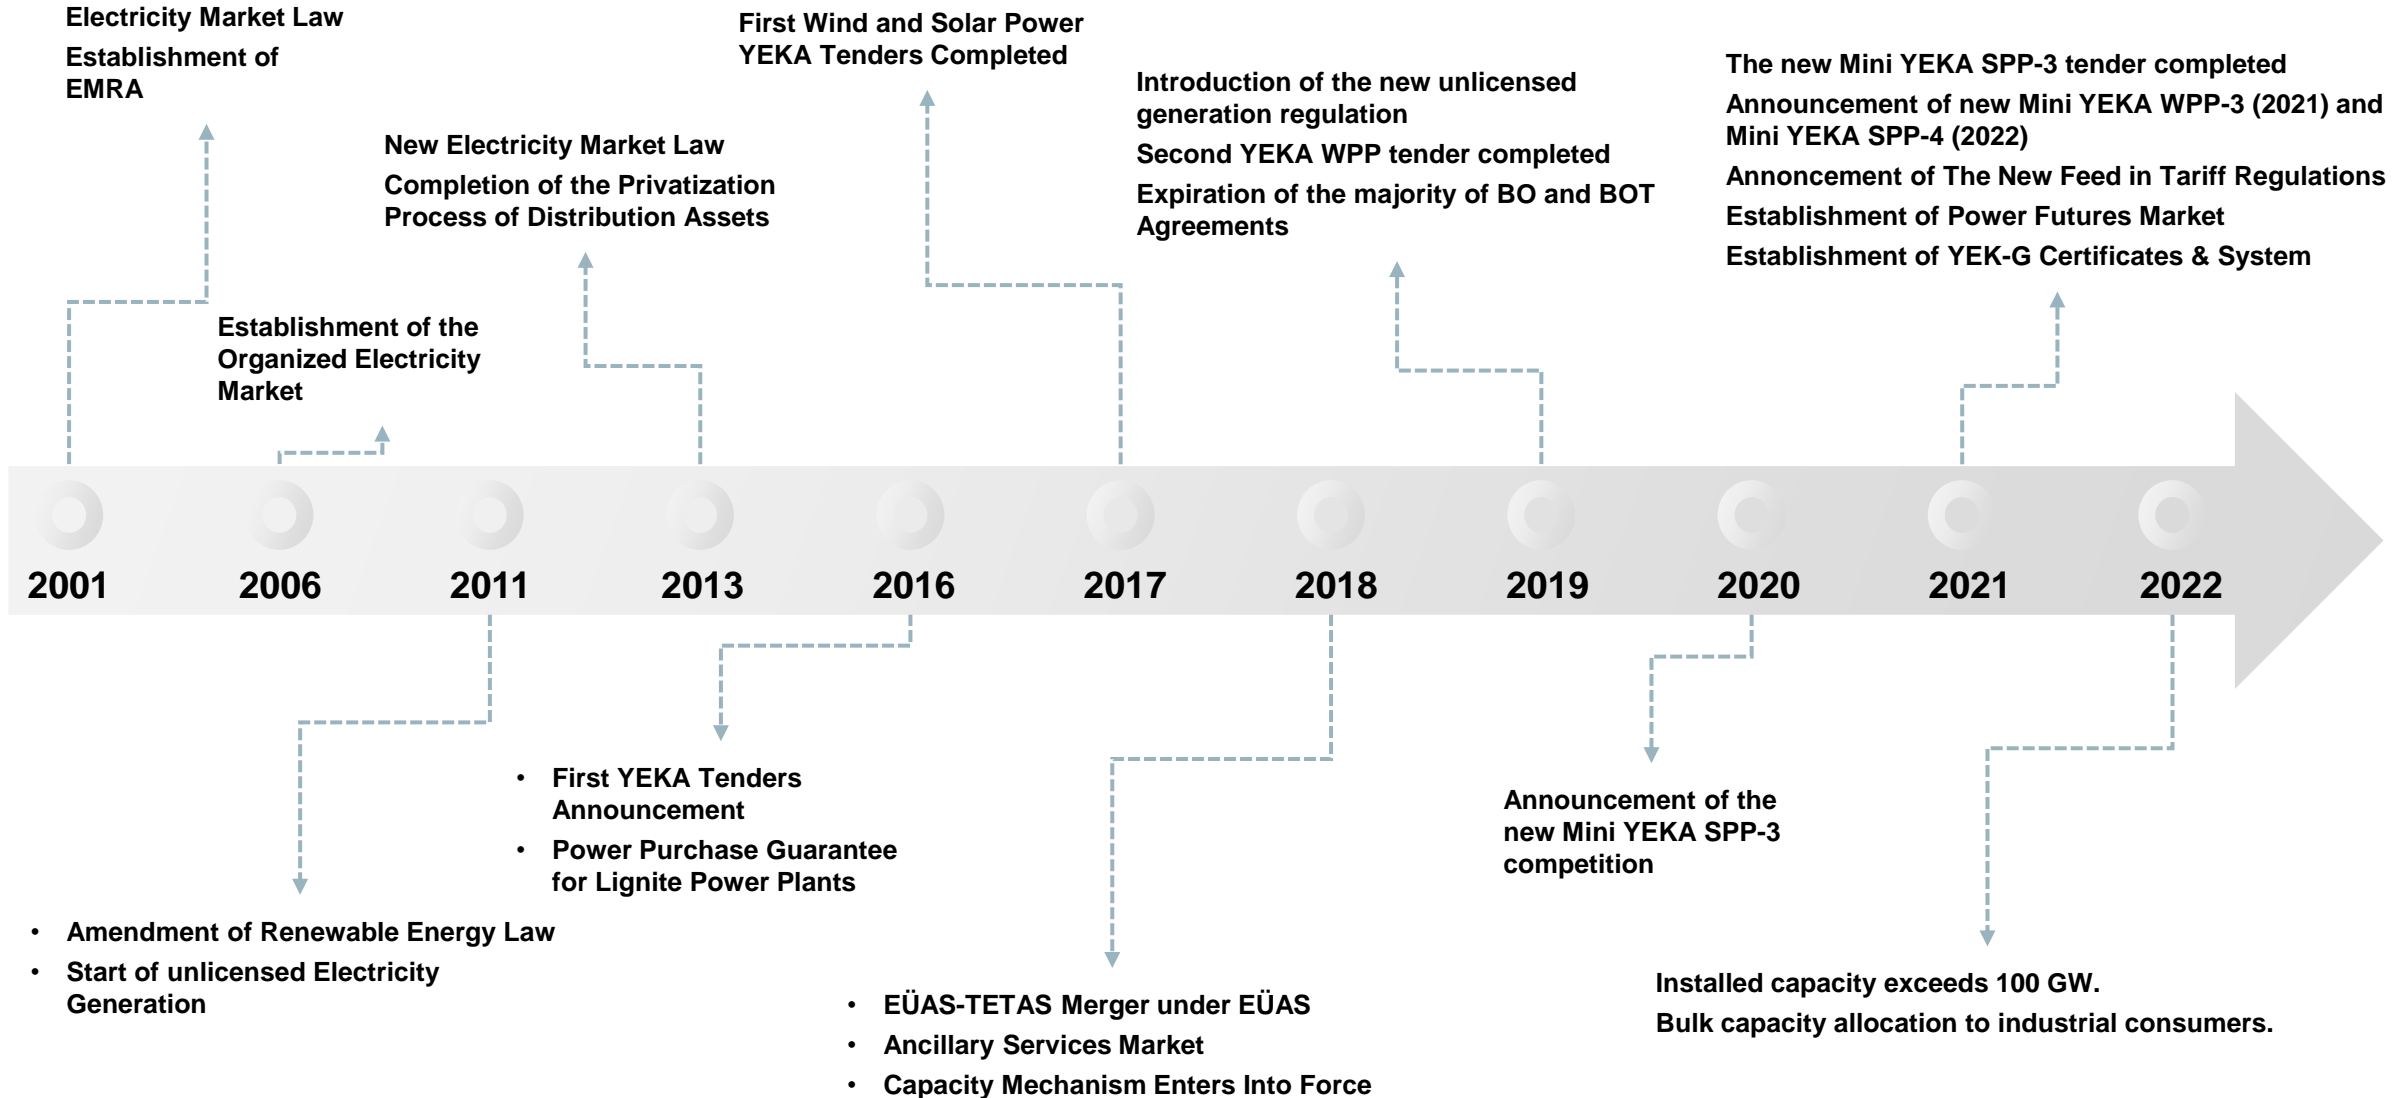 Electricity Market Law
Establishment of
EMRA
First Wind and Solar Power
YEKA Tenders Completed
New Electricity Market Law
Completion of the Privatization
Process of Distribution Assets
Introduction of the new unlicensed
generation regulation
Second YEKA WPP tender completed
Expiration of the majority of BO and BOT
Agreements
The new Mini YEKA SPP-3 tender completed
Announcement of new Mini YEKA WPP-3 (2021) and
Mini YEKA SPP-4 (2022)
Annoncement of The New Feed in Tariff Regulations
Establishment of Power Futures Market
Establishment of YEK-G Certificates & System
Establishment of the
Organized Electricity
Market
2001
2006
2011
2013
2016
2017
2018
2019
2020
2021
2022
• Amendment of Renewable Energy Law
• Start of unlicensed Electricity
Generation
• First YEKA Tenders
Announcement
• Power Purchase Guarantee
for Lignite Power Plants
• EÜAS-TETAS Merger under EÜAS
• Ancillary Services Market
• Capacity Mechanism Enters Into Force
Announcement of the
new Mini YEKA SPP-3
competition
Installed capacity exceeds 100 GW.
Bulk capacity allocation to industrial consumers.